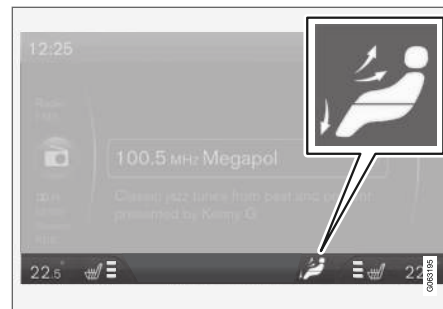 12:25
Radio
100.5 MHz Megapol
Classic jazz tunes from past and present
presented by Kenny G
22.5°
22
G063195